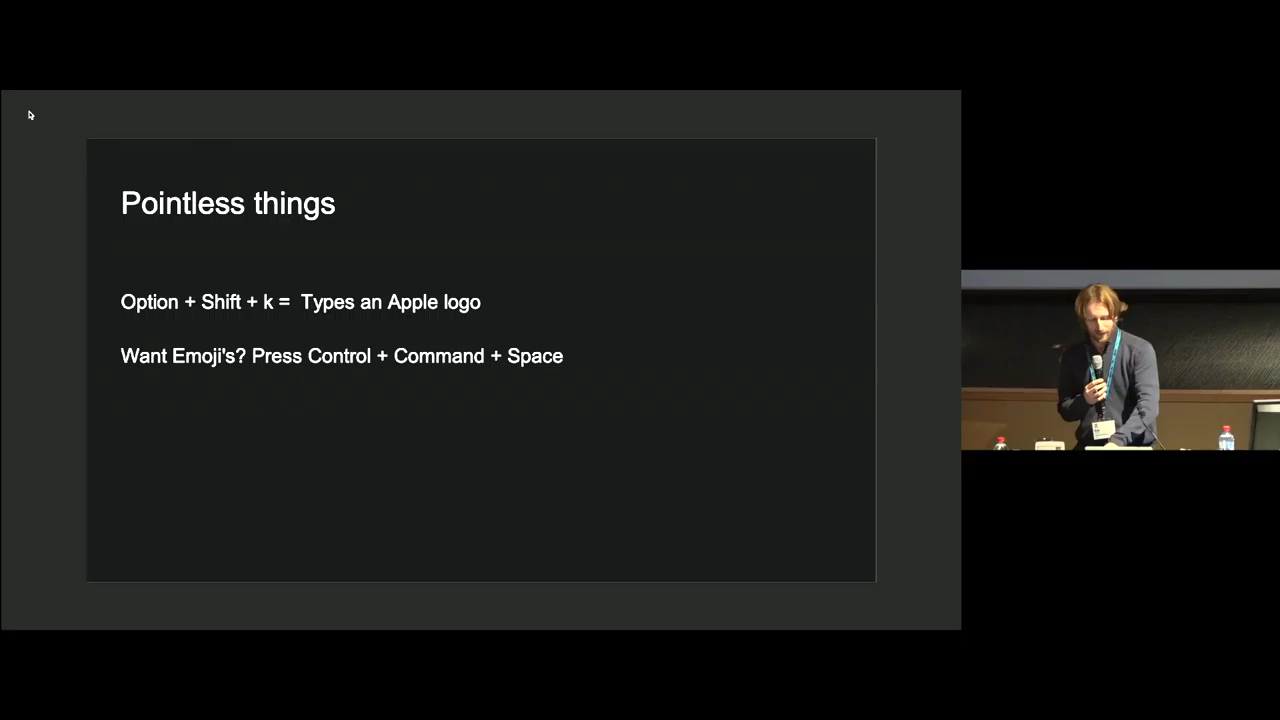 Pointless things
Option + Shift + k =  Types an Apple logo
Want Emoji's? Press Control + Command + Space